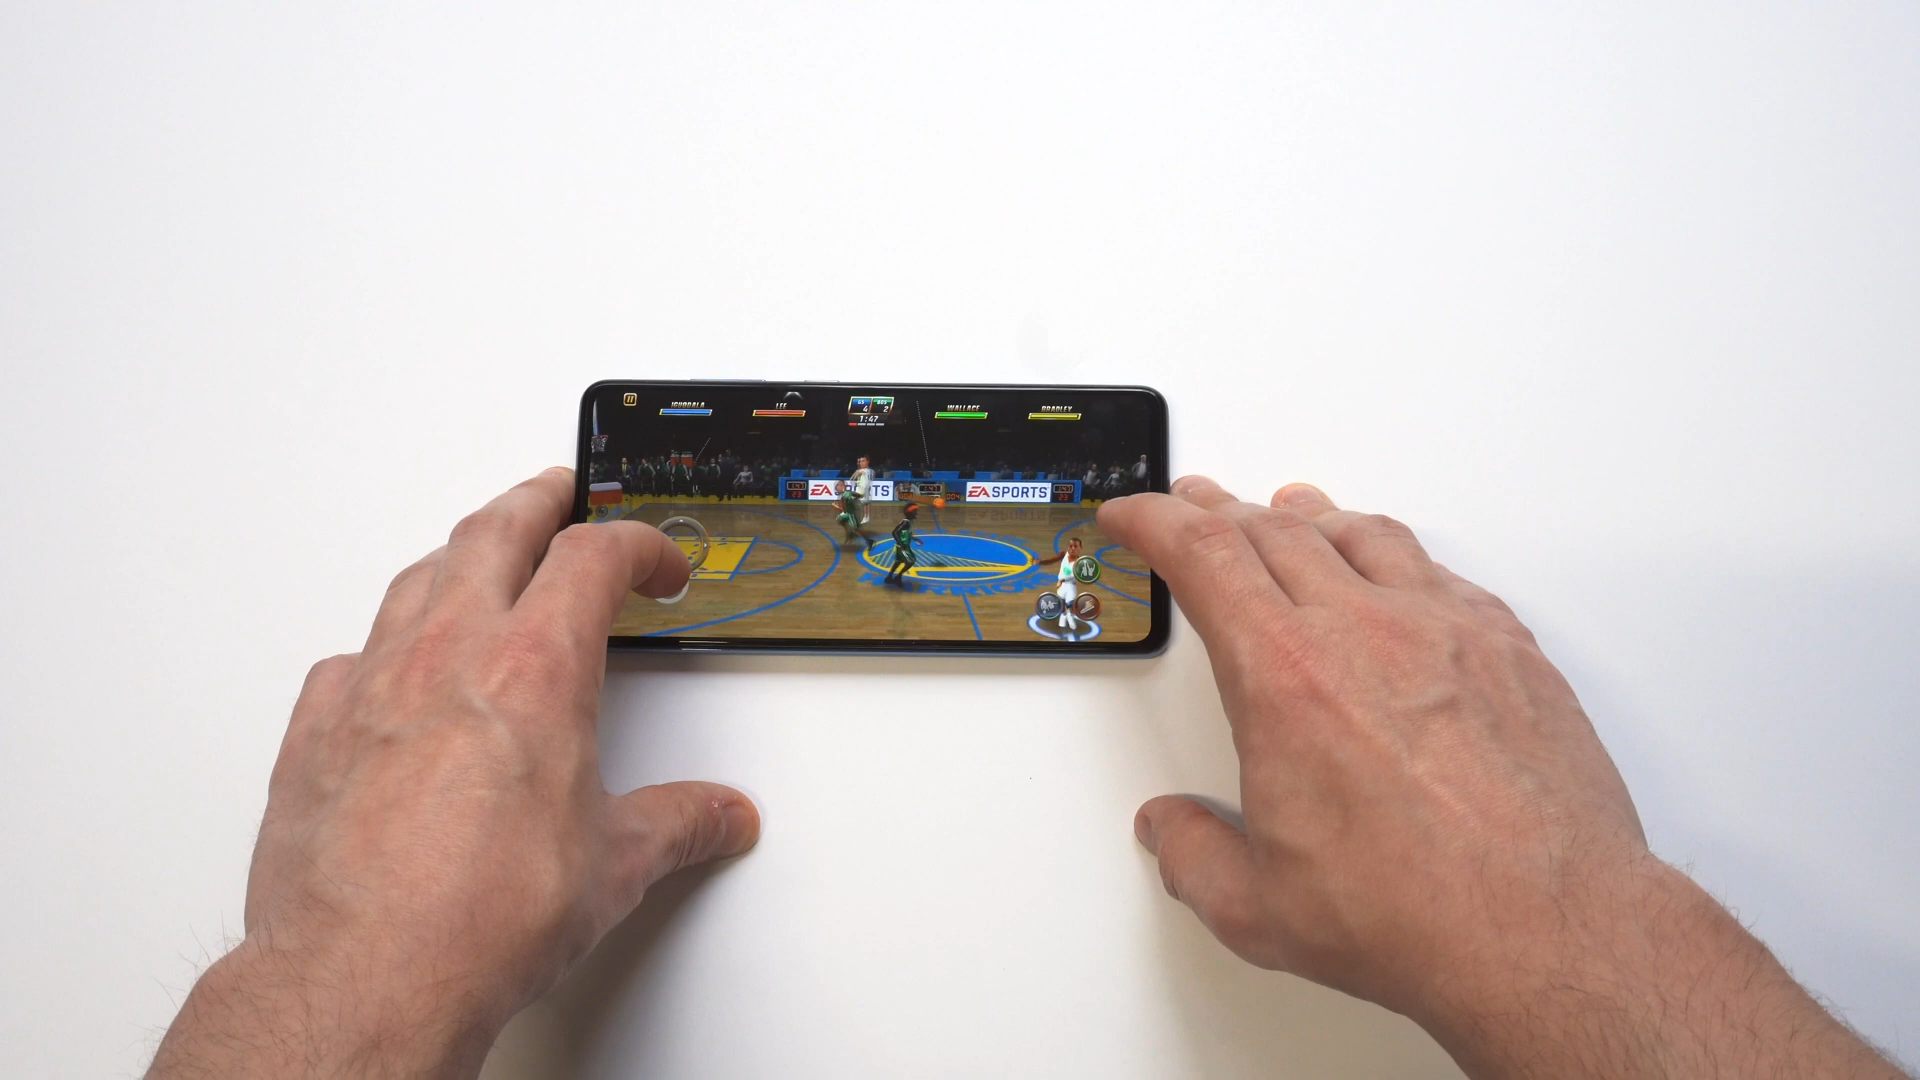 IGUODALA
LEE
GS
BOS
4
2
1:47
WALLACE
BRADLEY
EA SPORTS
EA SPORTS